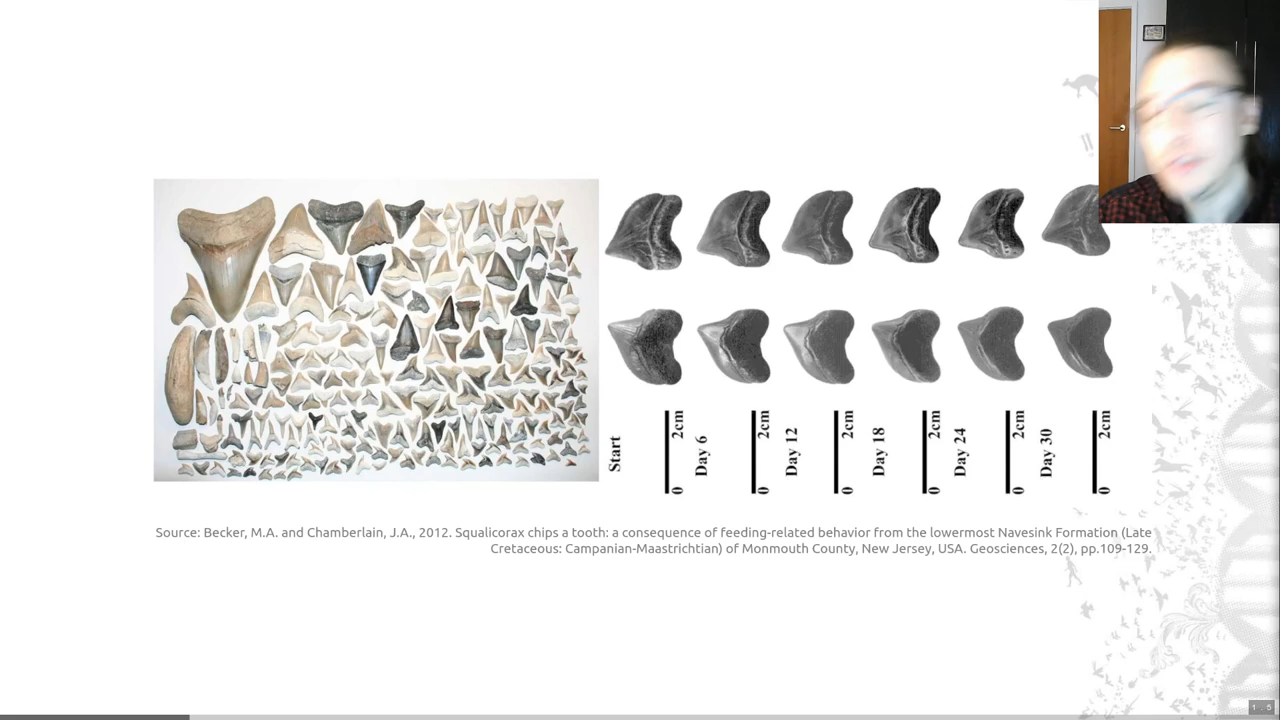 Start
0 2cm
Day 6
0 2cm
Day 12
0 2cm
Day 18
0 2cm
Day 24
0 2cm
Day 30
0 2cm
Source: Becker, M.A. and Chamberlain, J.A., 2012. Squalicorax chips a tooth: a consequence of feeding-related behavior from the lowermost Navesink Formation (Late
Cretaceous: Campanian-Maastrichtian) of Monmouth County, New Jersey, USA. Geosciences, 2(2), pp.109-129.